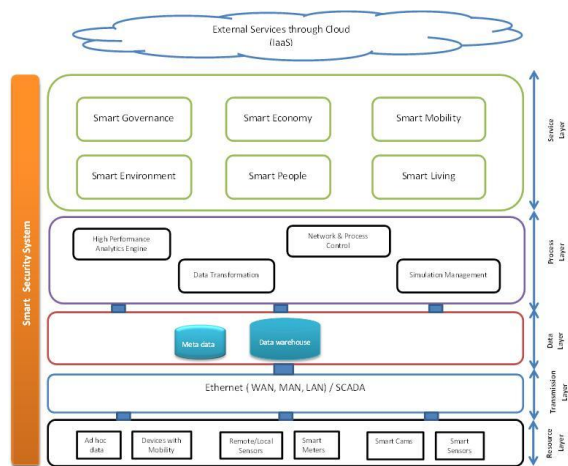 External Services through Cloud
(IaaS)
Smart Security System
Smart Governance
Smart Economy
Smart Mobility
Smart Environment
Smart People
Smart Living
Service
Layer
High Performance
Analytics Engine
Network & Process
Control
Data Transformation
Simulation Management
Process
Layer
Meta data
Data warehouse
Data
Layer
Ethernet ( WAN, MAN, LAN) / SCADA
Transmission
Layer
Ad hoc
data
Devices with
Mobility
Remote/Local
Sensors
Smart
Meters
Smart Cams
Smart
Sensors
Resource
Layer